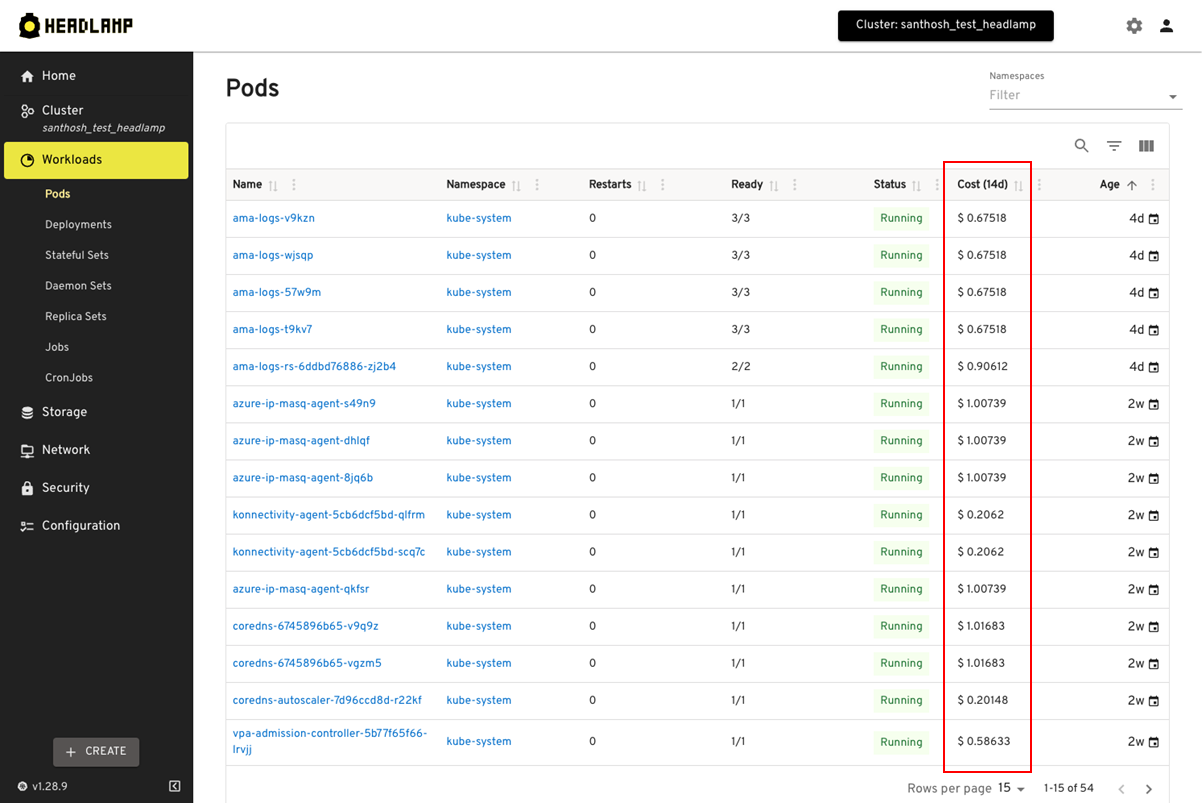 HEADLAMP
Cluster: santhosh_test_headlamp
Home
Cluster
santhosh_test_headlamp
Workloads
Pods
Deployments
Stateful Sets
Daemon Sets
Replica Sets
Jobs
CronJobs
Storage
Network
Security
Configuration
CREATE
v1.28.9
Pods
Namespaces
Filter
Name Namespace Restarts Ready Status Cost (14d) Age
ama-logs-v9kzn kube-system 0 3/3 Running $ 0.67518 4d
ama-logs-wjsqp kube-system 0 3/3 Running $ 0.67518 4d
ama-logs-57w9m kube-system 0 3/3 Running $ 0.67518 4d
ama-logs-t9kv7 kube-system 0 3/3 Running $ 0.67518 4d
ama-logs-rs-6ddbd76886-zj2b4 kube-system 0 2/2 Running $ 0.90612 4d
azure-ip-masq-agent-s49n9 kube-system 0 1/1 Running $ 1.00739 2w
azure-ip-masq-agent-dhlqf kube-system 0 1/1 Running $ 1.00739 2w
azure-ip-masq-agent-8jq6b kube-system 0 1/1 Running $ 1.00739 2w
konnectivity-agent-5cb6dcf5bd-qlfrm kube-system 0 1/1 Running $ 0.2062 2w
konnectivity-agent-5cb6dcf5bd-scq7c kube-system 0 1/1 Running $ 0.2062 2w
azure-ip-masq-agent-qkfsr kube-system 0 1/1 Running $ 1.00739 2w
coredns-6745896b65-v9q9z kube-system 0 1/1 Running $ 1.01683 2w
coredns-6745896b65-vgzm5 kube-system 0 1/1 Running $ 1.01683 2w
coredns-autoscaler-7d96ccd8d-r22kf kube-system 0 1/1 Running $ 0.20148 2w
vpa-admission-controller-5b77f65f66-
lrvjj kube-system 0 1/1 Running $ 0.58633 2w
Rows per page 15 1-15 of 54